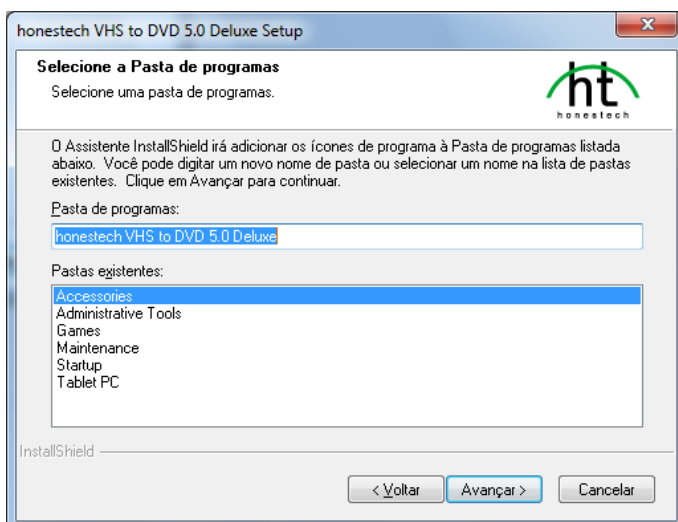 honestech VHS to DVD 5.0 Deluxe Setup
Selecione a Pasta de programas
Selecione uma pasta de programas.
ht
honestech
O Assistente InstallShield irá adicionar os ícones de programa à Pasta de programas listada
abaixo. Você pode digitar um novo nome de pasta ou selecionar um nome na lista de pastas
existentes. Clique em Avançar para continuar.
Pasta de programas:
honestech VHS to DVD 5.0 Deluxe
Pastas existentes:
Accessories
Administrative Tools
Games
Maintenance
Startup
Tablet PC
InstallShield
< Voltar
Avançar >
Cancelar